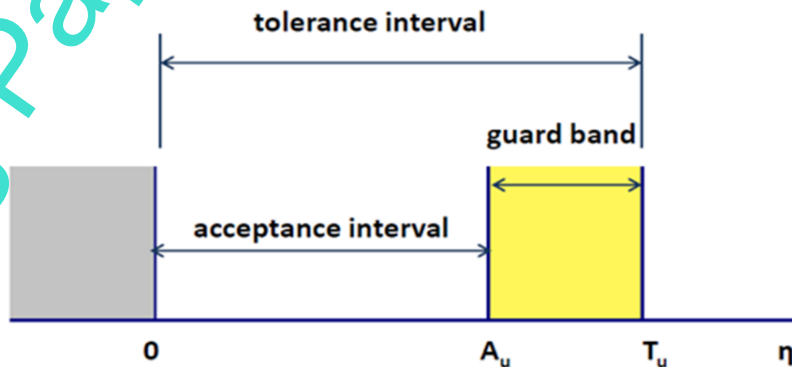 tolerance interval
guard band
acceptance interval
0 Au Tu η